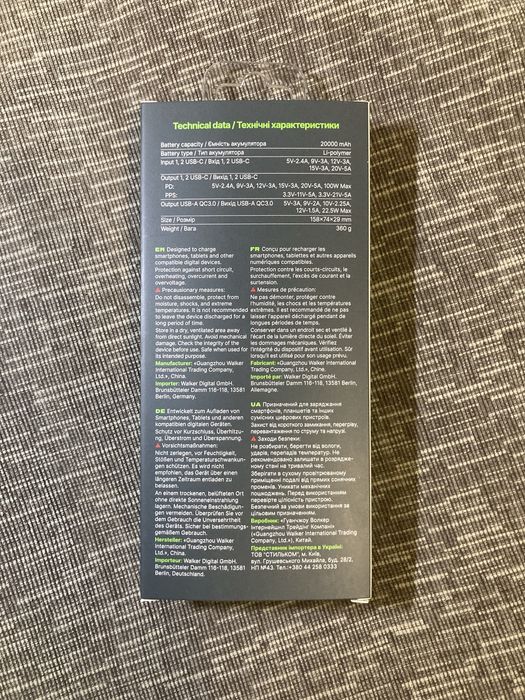 Technical data / Технічні характеристики
Battery capacity / Ємність акумулятора 20000 mAh
Battery type / Тип акумулятора Li-polymer
Input 1, 2 USB-C / Вхід 1, 2 USB-C 5V-2.4A, 9V-3A, 12V-3A,
15V-3A, 20V-5A
Output 1, 2 USB-C / Вихід 1, 2 USB-C
PD: 5V-2.4A, 9V-3A, 12V-3A, 15V-3A, 20V-5A, 100W Max
PPS: 3.3V-11V-5A, 3.3V-21V-5A
Output USB-A QC3.0 / Вихід USB-A QC3.0 5V-3A, 9V-2A, 10V-2.25A,
12V-1.5A, 22.5W Max
Size / Розмір 158×74×29 mm
Weight / Вага 360 g
EN Designed to charge
smartphones, tablets and other
compatible digital devices.
Protection against short circuit,
overheating, overcurrent and
overvoltage.
Precautionary measures:
Do not disassemble, protect from
moisture, shocks, and extreme
temperatures. It is not recommended
to leave the device discharged for a
long period of time.
Store in a dry, ventilated area away
from direct sunlight. Avoid mechanical
damage. Check the integrity of the
device before use. Safe when used for
its intended purpose.
Manufacturer: «Guangzhou Walker
International Trading Company,
Ltd.», China.
Importer: Walker Digital GmbH.
Brunsbütteler Damm 116-118, 13581
Berlin, Germany.
FR Conçu pour recharger les
smartphones, tablettes et autres appareils
numériques compatibles.
Protection contre les courts-circuits, le
surchauffement, l'excès de courant et la
surtension.
Mesures de précaution:
Ne pas démonter, protéger contre
l'humidité, les chocs et les températures
extrêmes. Il est recommandé de ne pas
laisser l'appareil déchargé pendant de
longues périodes de temps.
Conserver dans un endroit sec et ventilé à
l'écart de la lumière directe du soleil. Éviter
les dommages mécaniques. Vérifiez
l'intégrité du dispositif avant utilisation. Sûr
lorsqu'il est utilisé pour son usage prévu.
Fabricant: «Guangzhou Walker
International Trading Company,
Ltd.», China.
Importé par: Walker Digital GmbH.
Brunsbütteler Damm 116-118, 13581 Berlin,
Allemagne.
DE Entwickelt zum Aufladen von
Smartphones, Tablets und anderen
kompatiblen digitalen Geräten.
Schutz vor Kurzschluss, Überhitzu-
ng, Überstrom und Überspannung.
Vorsichtsmaßnahmen:
Nicht zerlegen, vor Feuchtigkeit,
Stößen und Temperaturschwankun-
gen schützen. Es wird nicht
empfohlen, das Gerät über einen
längeren Zeitraum entladen zu
belassen.
An einem trockenen, belüfteten Ort
ohne direkte Sonneneinstrahlung
lagern. Mechanische Beschädigun-
gen vermeiden. Überprüfen Sie vor
dem Gebrauch die Unversehrtheit
des Geräts. Sicher bei bestimmungs-
gemäßem Gebrauch.
Hersteller: «Guangzhou Walker
International Trading Company,
Ltd.», China.
Importeur: Walker Digital GmbH.
Brunsbütteler Damm 116-118, 13581
Berlin, Deutschland.
UA Призначений для заряджання
смартфонів, планшетів та інших
сумісних цифрових пристроїв.
Захист від короткого замикання, перегріву,
перевантаження по струму та напрузі.
Заходи безпеки:
Не розбирати, берегти від вологи,
ударів, перепадів температур. Не
рекомендовано залишати в розрядже-
ному стані на тривалий час.
Зберігати в сухому провітрюваному
приміщенні подалі від прямих сонячних
променів. Уникати механічних
пошкоджень. Перед використанням
перевірте цілісність пристрою.
Безпечний за умови використання за
цільовим призначенням.
Виробник: «Гуанчжоу Волкер
Інтернейшнл Трейдінг Компані»
(«Guangzhou Walker International Trading
Company, Ltd.»), Китай.
Представник імпортера в Україні:
ТОВ "СТИЛЬКОМ", м. Київ,
вул. Грушевського Михайла, буд. 28/2,
НП №43. Тел.:+380 44 258 0333